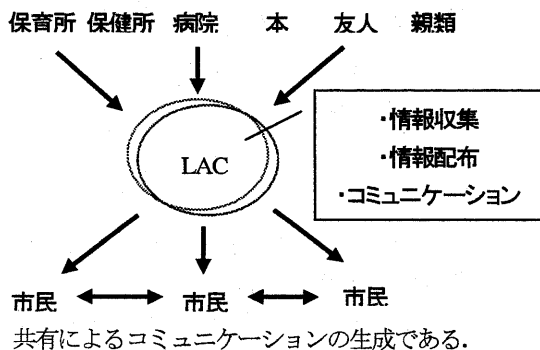 保育所 保健所 病院 本 友人 親類
・情報収集
・情報配布
・コミュニケーション
LAC
市民 市民 市民
共有によるコミュニケーションの生成である.